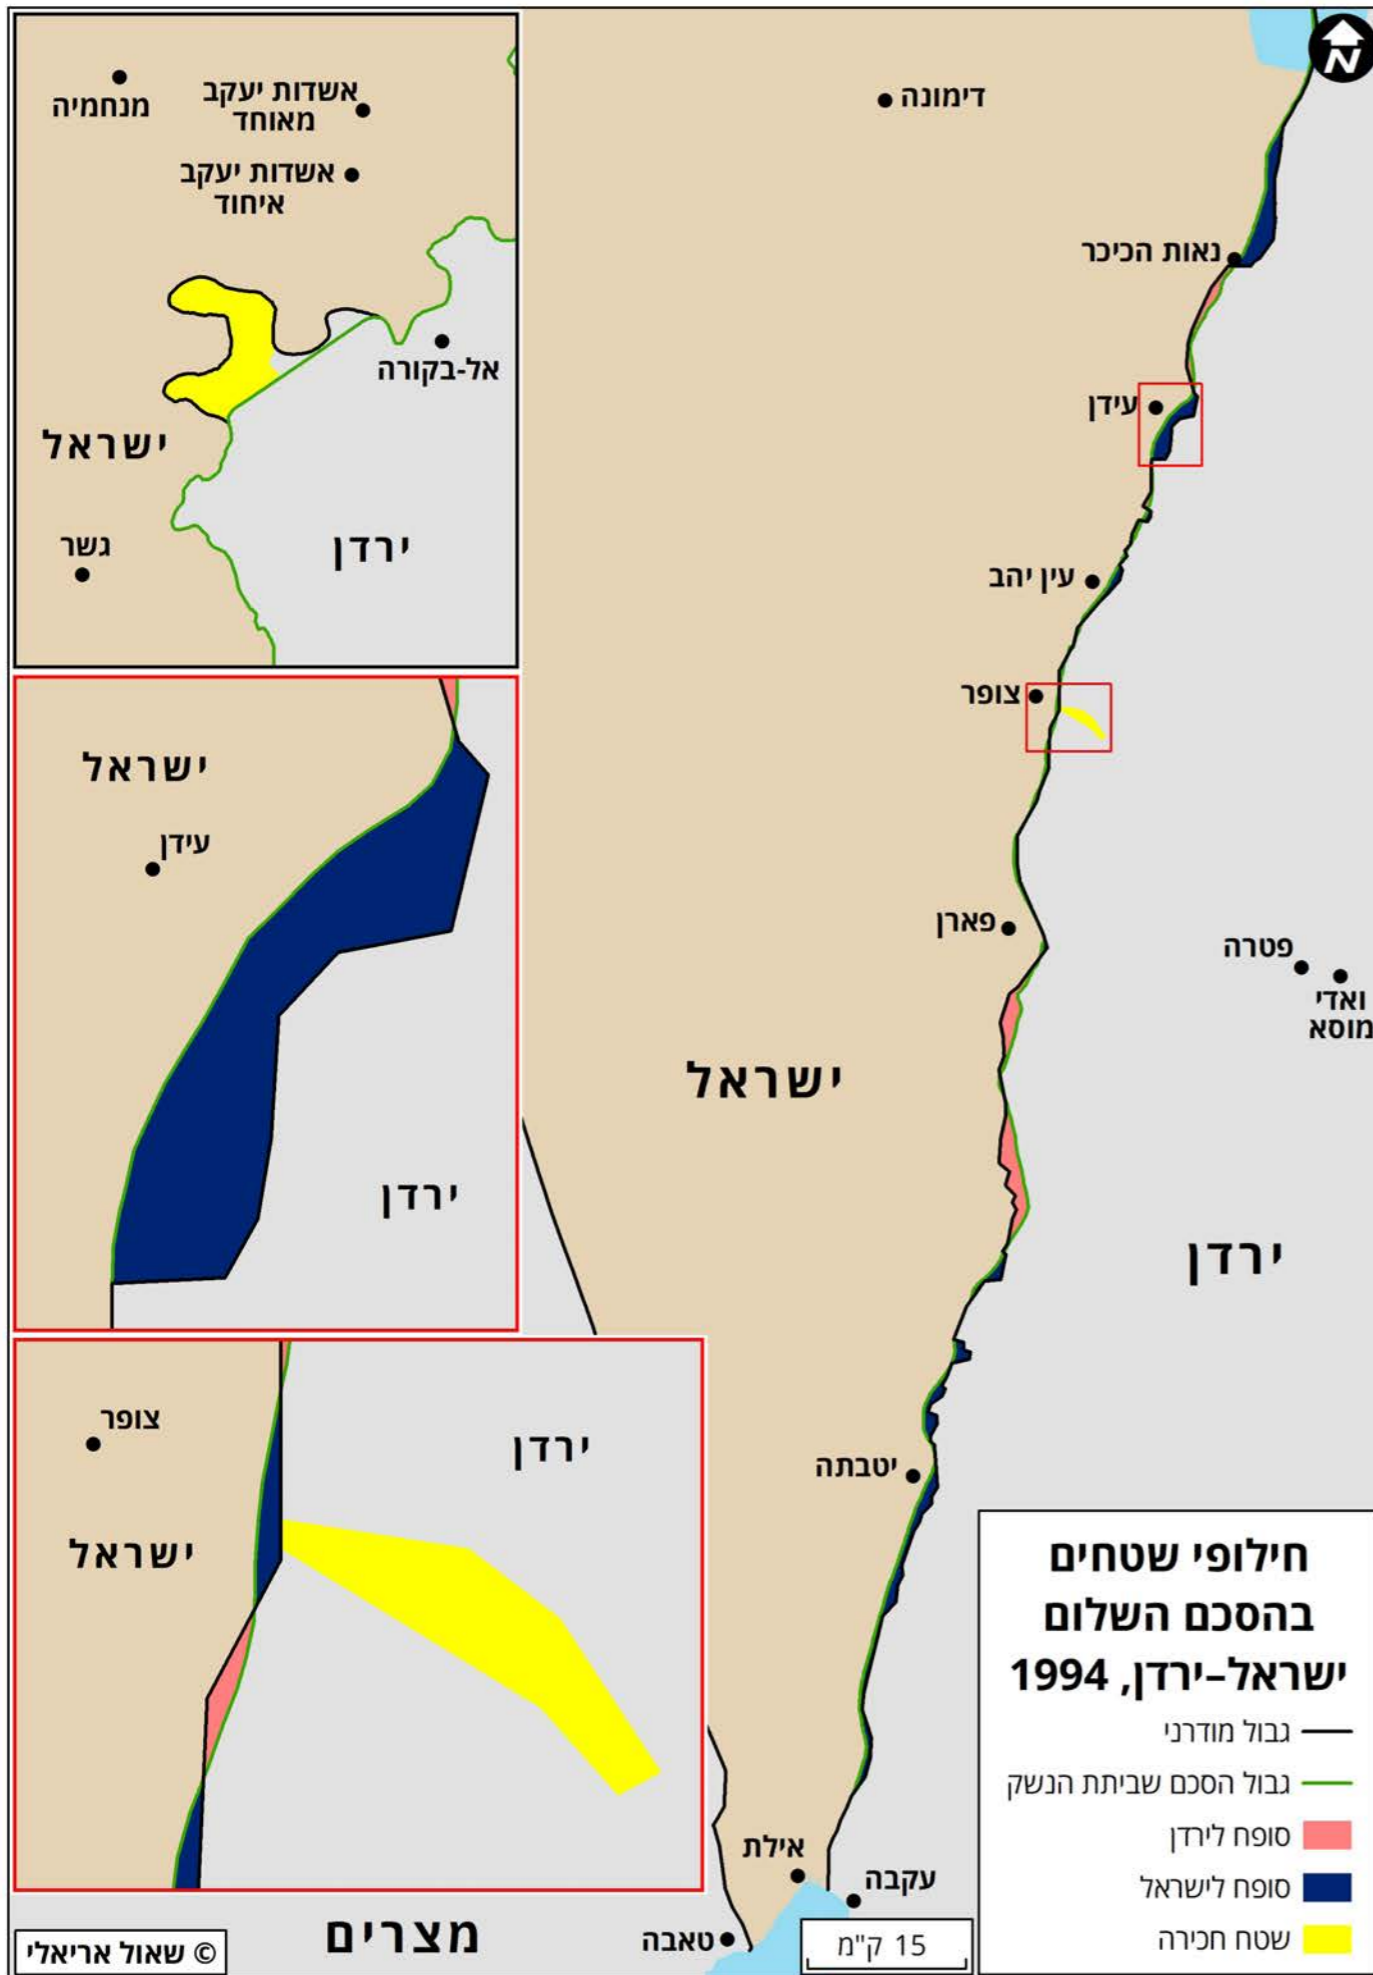 מנחמיה
אשדות יעקב
מאוחד
אשדות יעקב
איחוד
אל-בקורה
ישראל
ירדן
גשר
ישראל
עידן
ירדן
צופר
ירדן
ישראל
N
דימונה
נאות הכיכר
עידן
עין יהב
צופר
פארן
פטרה
ואדי
מוסא
ישראל
ירדן
יטבתה
אילת
עקבה
טאבה
מצרים
15 ק"מ
© שאול אריאלי
חילופי שטחים
בהסכם השלום
ישראל–ירדן, 1994
גבול מודרני
גבול הסכם שביתת הנשק
סופח לירדן
סופח לישראל
שטח חכירה